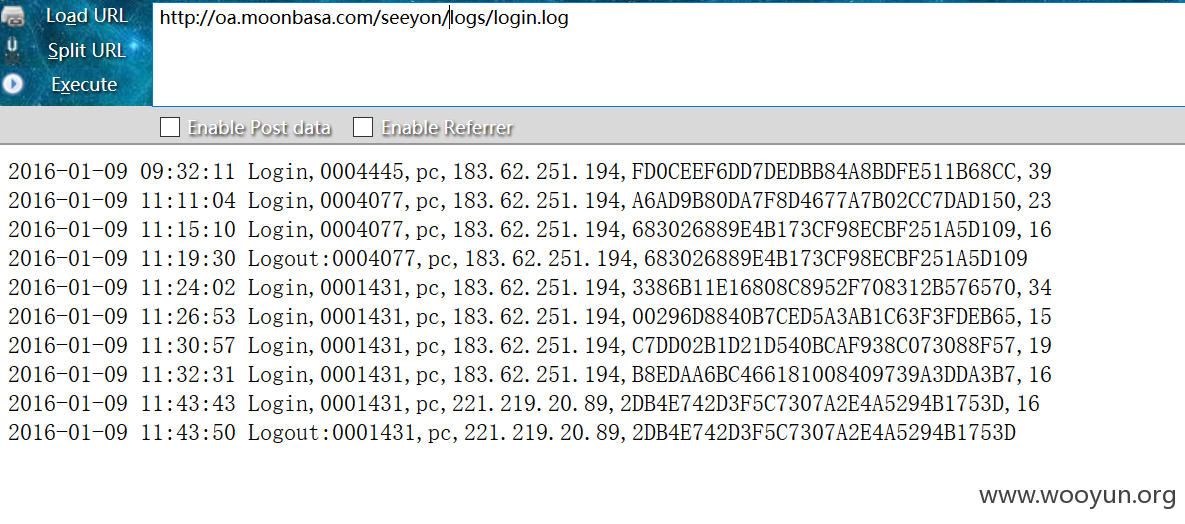 Load URL
http://oa.moonbasa.com/seeyon/logs/login.log
Split URL
Execute
Enable Post data
Enable Referrer
2016-01-09 09:32:11 Login,0004445,pc,183.62.251.194,FD0CEEF6DD7DEDBB84A8BDFE511B68CC,39
2016-01-09 11:11:04 Login,0004077,pc,183.62.251.194,A6AD9B80DA7F8D4677A7B02CC7DAD150,23
2016-01-09 11:15:10 Login,0004077,pc,183.62.251.194,683026889E4B173CF98ECBF251A5D109,16
2016-01-09 11:19:30 Logout:0004077,pc,183.62.251.194,683026889E4B173CF98ECBF251A5D109
2016-01-09 11:24:02 Login,0001431,pc,183.62.251.194,3386B11E16808C8952F708312B576570,34
2016-01-09 11:26:53 Login,0001431,pc,183.62.251.194,00296D8840B7CED5A3AB1C63F3FDEB65,15
2016-01-09 11:30:57 Login,0001431,pc,183.62.251.194,C7DD02B1D21D540BCAF938C073088F57,19
2016-01-09 11:32:31 Login,0001431,pc,183.62.251.194,B8EDAA6BC466181008409739A3DDA3B7,16
2016-01-09 11:43:43 Login,0001431,pc,221.219.20.89,2DB4E742D3F5C7307A2E4A5294B1753D,16
2016-01-09 11:43:50 Logout:0001431,pc,221.219.20.89,2DB4E742D3F5C7307A2E4A5294B1753D
www.wooyun.org